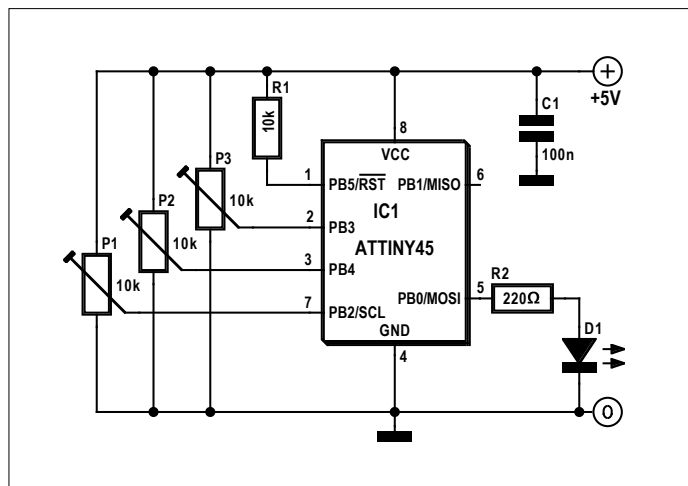 R1
10k
+
+5V
C1
100n
8
VCC
P3
10k
1
PB5/RST
PB1/MISO
6
IC1
P2
10k
2
PB3
ATTINY45
P1
10k
3
PB4
R2
220Ω
7
PB2/SCL
PB0/MOSI
5
GND
4
D1
0